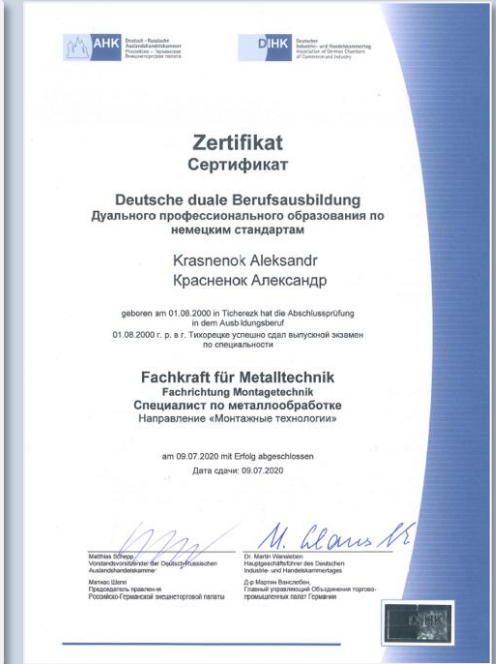 AHK
Deutsch-Russische
Auslandshandelskammer
Российско-Германская
Внешнеторговая палата
DIHK
Deutscher
Industrie- und Handelskammertag
Association of German Chambers
of Commerce and Industry
Zertifikat
Сертификат
Deutsche duale Berufsausbildung
Дуального профессионального образования по
немецким стандартам
Krasnenok Aleksandr
Красненок Александр
geboren am 01.08.2000 in Ticherezk hat die Abschlussprüfung
in dem Ausbildungsberuf
01.08.2000 г. р. в г. Тихорецке успешно сдал выпускной экзамен
по специальности
Fachkraft für Metalltechnik
Fachrichtung Montagetechnik
Специалист по металлообработке
Направление «Монтажные технологии»
am 09.07.2020 mit Erfolg abgeschlossen
Дата сдачи: 09.07.2020
Matthias Schepp
Vorstandsvorsitzender der Deutsch-Russischen
Auslandshandelskammer
Маттиас Шепп
Председатель правления
Российско-Германской внешнеторговой палаты
Dr. Martin Wansleben
Hauptgeschäftsführer des Deutschen
Industrie- und Handelskammertages
Д-р Мартин Ванслебен,
Главный управляющий Объединения торгово-
промышленных палат Германии